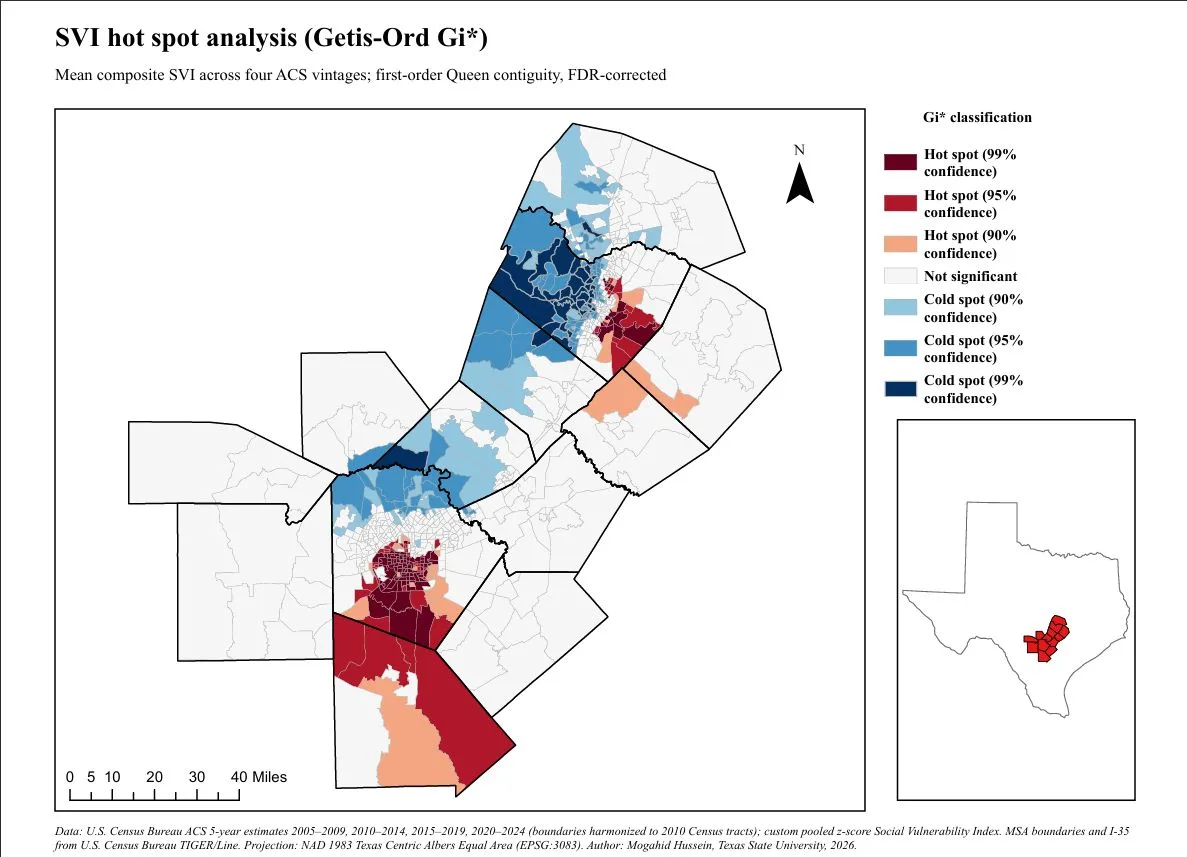 SVI hot spot analysis (Getis-Ord Gi*)
Mean composite SVI across four ACS vintages; first-order Queen contiguity, FDR-corrected
N
Gi* classification
Hot spot (99%
confidence)
Hot spot (95%
confidence)
Hot spot (90%
confidence)
Not significant
Cold spot (90%
confidence)
Cold spot (95%
confidence)
Cold spot (99%
confidence)
0 5 10 20 30 40 Miles
Data: U.S. Census Bureau ACS 5-year estimates 2005–2009, 2010–2014, 2015–2019, 2020–2024 (boundaries harmonized to 2010 Census tracts); custom pooled z-score Social Vulnerability Index. MSA boundaries and I-35
from U.S. Census Bureau TIGER/Line. Projection: NAD 1983 Texas Centric Albers Equal Area (EPSG:3083). Author: Mogahid Hussein, Texas State University, 2026.